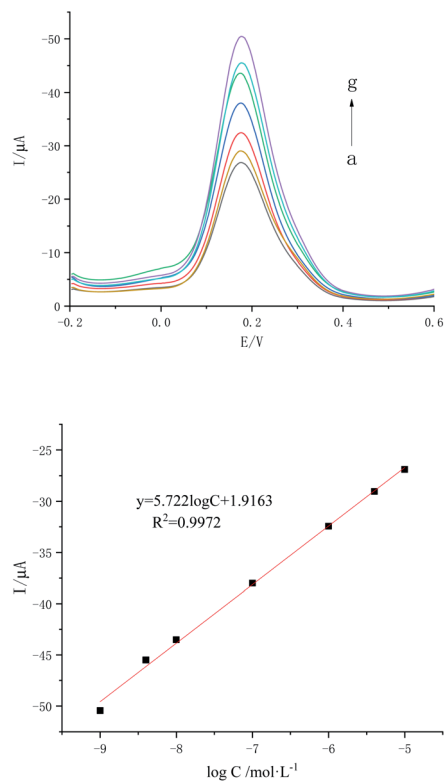 -50
-40
-30
-20
-10
0
I/μA
g
a
-0.2 0.0 0.2 0.4 0.6
E/V
-25
-30
-35
-40
-45
-50
I/μA
y=5.722logC+1.9163
R²=0.9972
-9 -8 -7 -6 -5
log C /mol·L⁻¹